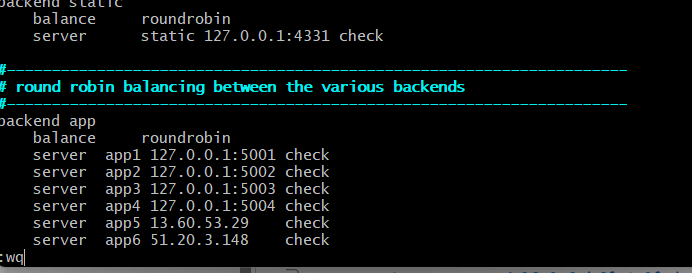 backend static
    balance     roundrobin
    server      static 127.0.0.1:4331 check

#---------------------------------------------------------------------
# round robin balancing between the various backends
#---------------------------------------------------------------------
backend app
    balance     roundrobin
    server  app1 127.0.0.1:5001 check
    server  app2 127.0.0.1:5002 check
    server  app3 127.0.0.1:5003 check
    server  app4 127.0.0.1:5004 check
    server  app5 13.60.53.29    check
    server  app6 51.20.3.148    check
:wq